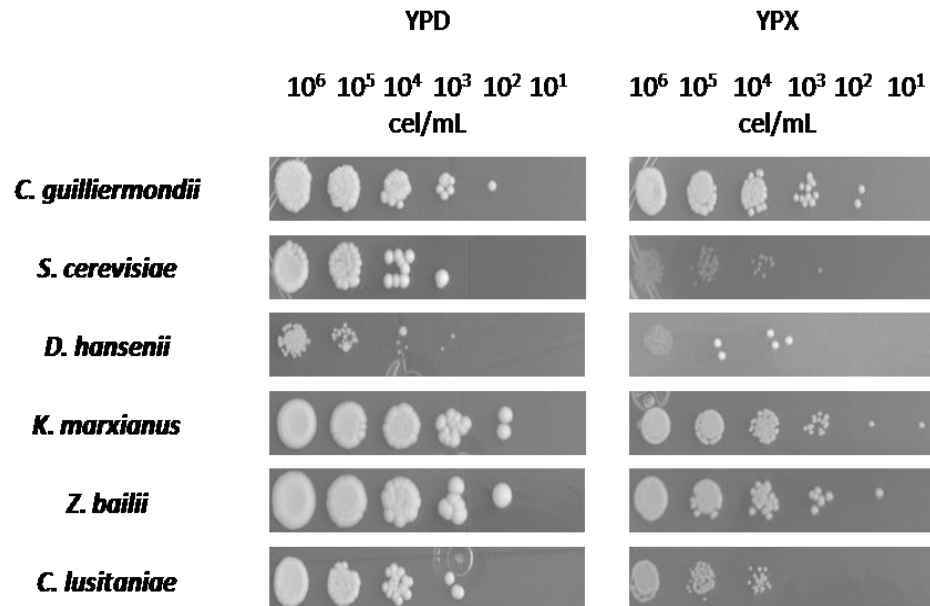 YPD YPX
10⁶ 10⁵ 10⁴ 10³ 10² 10¹ 10⁶ 10⁵ 10⁴ 10³ 10² 10¹
cel/mL cel/mL
C. guilliermondii
S. cerevisiae
D. hansenii
K. marxianus
Z. bailii
C. lusitaniae